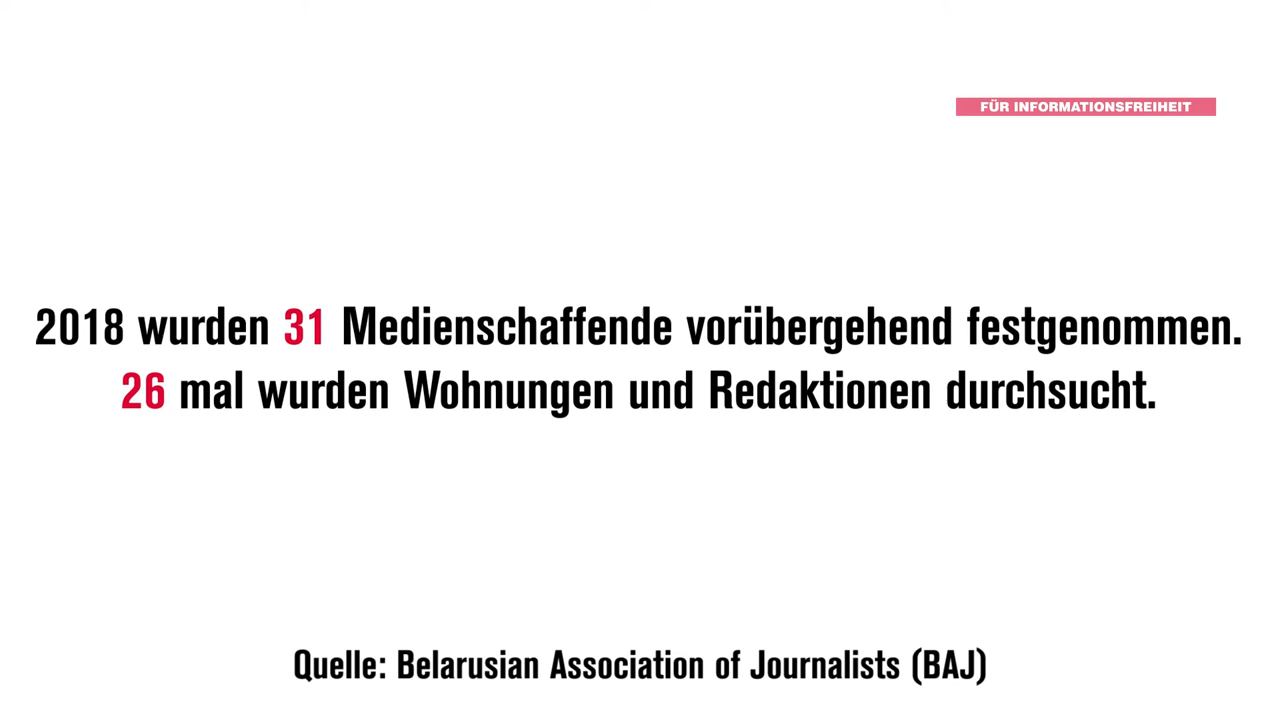 FÜR INFORMATIONSFREIHEIT
2018 wurden 31 Medienschaffende vorübergehend festgenommen.
26 mal wurden Wohnungen und Redaktionen durchsucht.
Quelle: Belarusian Association of Journalists (BAJ)